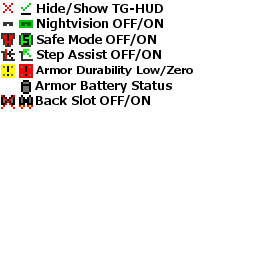 Hide/Show TG-HUD
Nightvision OFF/ON
Safe Mode OFF/ON
Step Assist OFF/ON
Armor Durability Low/Zero
Armor Battery Status
Back Slot OFF/ON